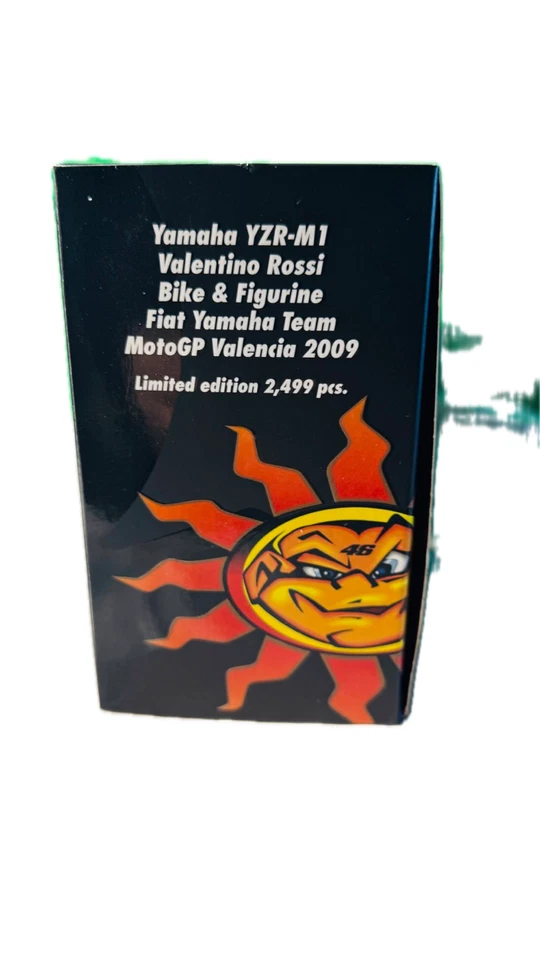 Yamaha YZR-M1
Valentino Rossi
Bike & Figurine
Fiat Yamaha Team
MotoGP Valencia 2009
Limited edition 2,499 pcs.
46